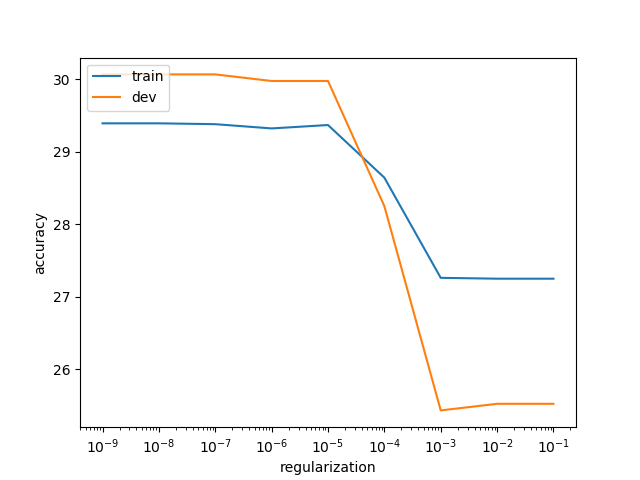 train
dev
30
29
28
27
26
accuracy
10⁻⁹ 10⁻⁸ 10⁻⁷ 10⁻⁶ 10⁻⁵ 10⁻⁴ 10⁻³ 10⁻² 10⁻¹
regularization